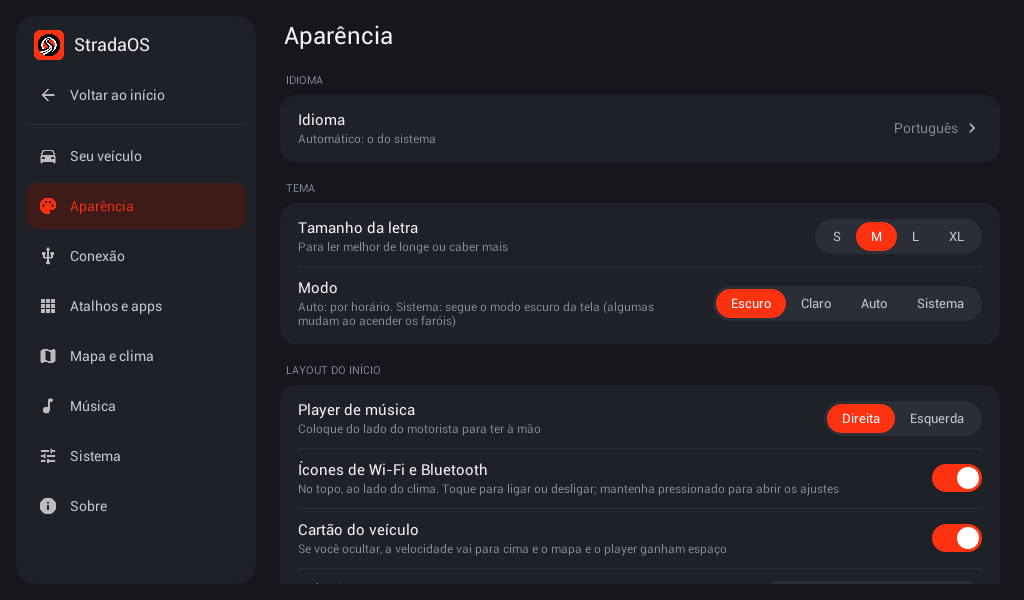 StradaOS
Voltar ao início
Seu veículo
Aparência
Conexão
Atalhos e apps
Mapa e clima
Música
Sistema
Sobre
Aparência
IDIOMA
Idioma
Automático: o do sistema
Português
TEMA
Tamanho da letra
Para ler melhor de longe ou caber mais
S M L XL
Modo
Auto: por horário. Sistema: segue o modo escuro da tela (algumas
mudam ao acender os faróis)
Escuro Claro Auto Sistema
LAYOUT DO INÍCIO
Player de música
Coloque do lado do motorista para ter à mão
Direita Esquerda
Ícones de Wi-Fi e Bluetooth
No topo, ao lado do clima. Toque para ligar ou desligar; mantenha pressionado para abrir os ajustes
Cartão do veículo
Se você ocultar, a velocidade vai para cima e o mapa e o player ganham espaço